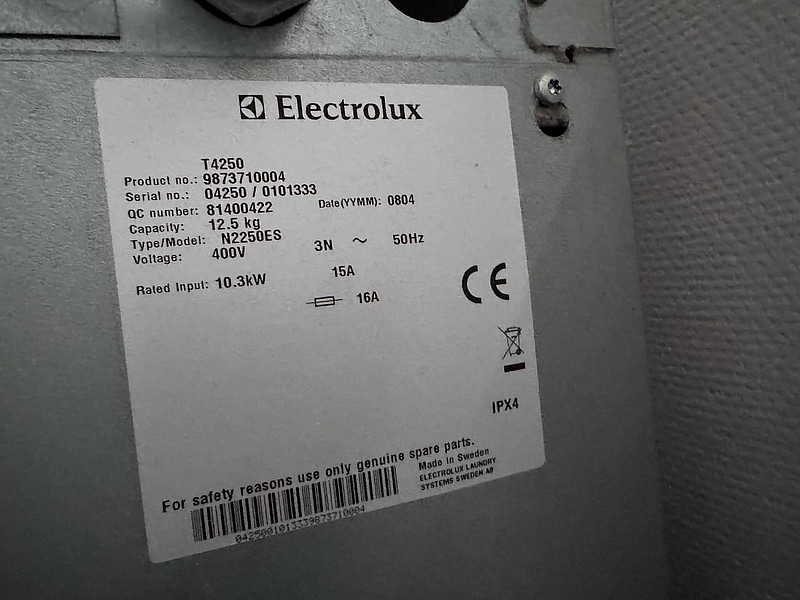 Electrolux
T4250
Product no.: 9873710004
Serial no.: 04250 / 0101333
QC number: 81400422 Date(YYMM): 0804
Capacity: 12.5 kg
Type/Model: N2250ES
Voltage: 400V 3N ~ 50Hz
Rated Input: 10.3kW 15A
16A
CE
IPX4
For safety reasons use only genuine spare parts.
Made in Sweden
ELECTROLUX LAUNDRY
SYSTEMS SWEDEN AB
0425001013339873710004